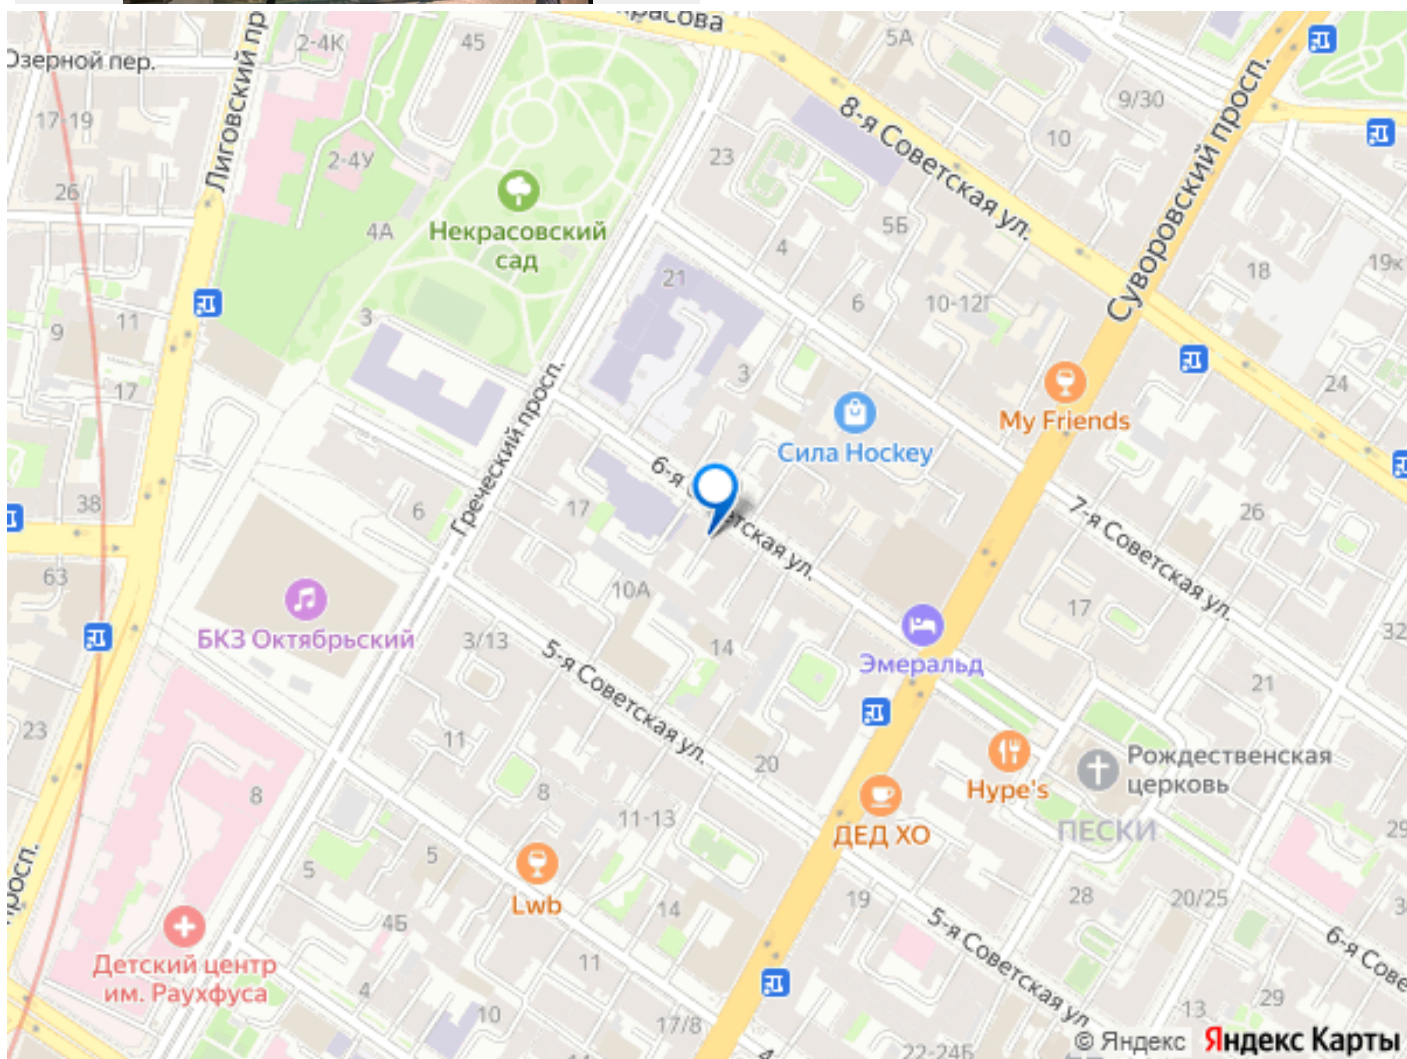 2-4К
45
5А
Озерной пер.
Лиговский пр
9/30
17-19
10
8-я Советская ул.
23
2-4У
26
Суворовский просп.
4А
Некрасовский
сад
5Б
4
18
19к
21
6
10-12Г
11
3
9
3
24
17
My Friends
Греческий просп.
Сила Hockey
6-я Советская ул.
38
6
17
7-я Советская ул.
26
63
10А
17
БКЗ Октябрьский
3/13
14
32
5-я Советская ул.
Эмеральд
21
23
11
20
Рождественская
церковь
8
8
Hype's
11-13
ДЕД ХО
ПЕСКИ
29
5
5
19
28
20/25
Lwb
14
4Б
5-я Советская ул
6-я Сове
Детский центр
им. Раухфуса
11
4
10
13
29
17/8
22-24Б
© Яндекс
Яндекс Карты